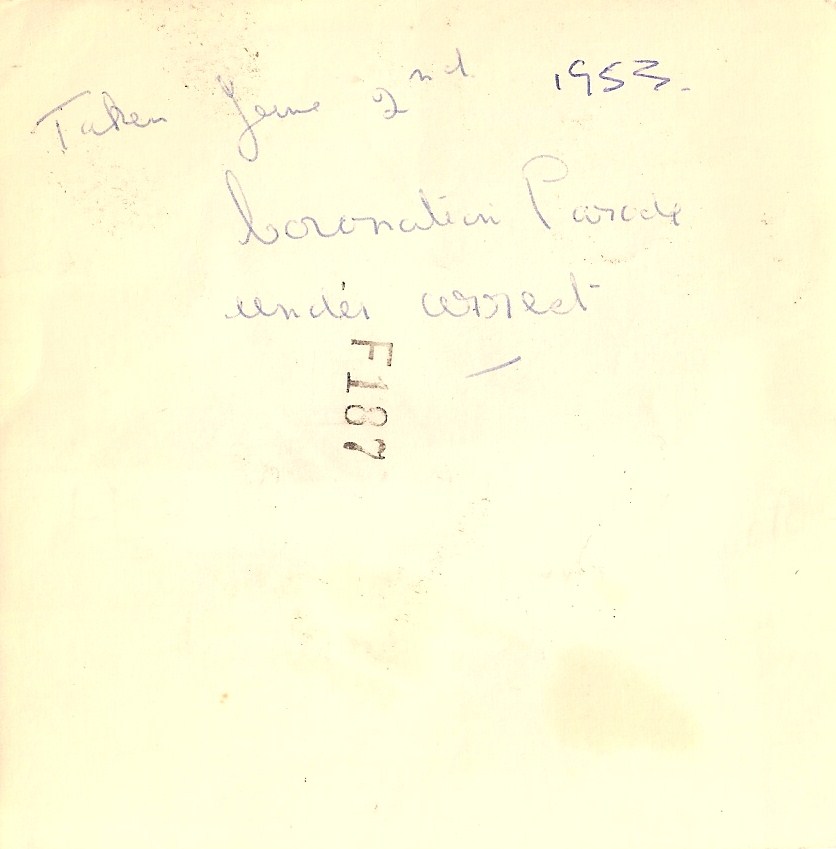 Taken June 2nd 1953.
Coronation Parade
under arrest
F187